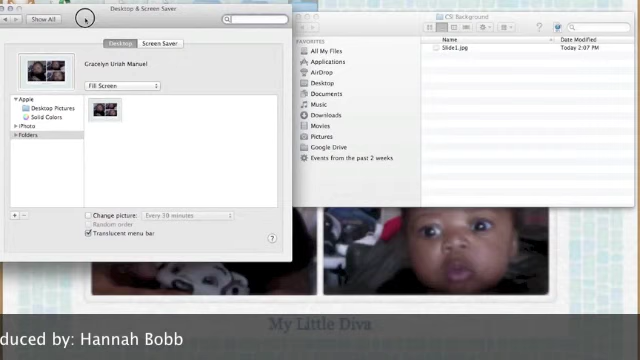 Desktop & Screen Saver
Show All
Desktop
Screen Saver
Gracelyn Uriah Manuel
Fill Screen
Apple
Desktop Pictures
Solid Colors
iPhoto
Folders
Change picture:
Every 30 minutes
Random order
Translucent menu bar
CSI Background
FAVORITES
All My Files
Applications
AirDrop
Desktop
Documents
Music
Downloads
Movies
Pictures
Google Drive
Events from the past 2 weeks
Name
Date Modified
Slide1.jpg
Today 2:07 PM
My Little Diva
duced by: Hannah Bobb